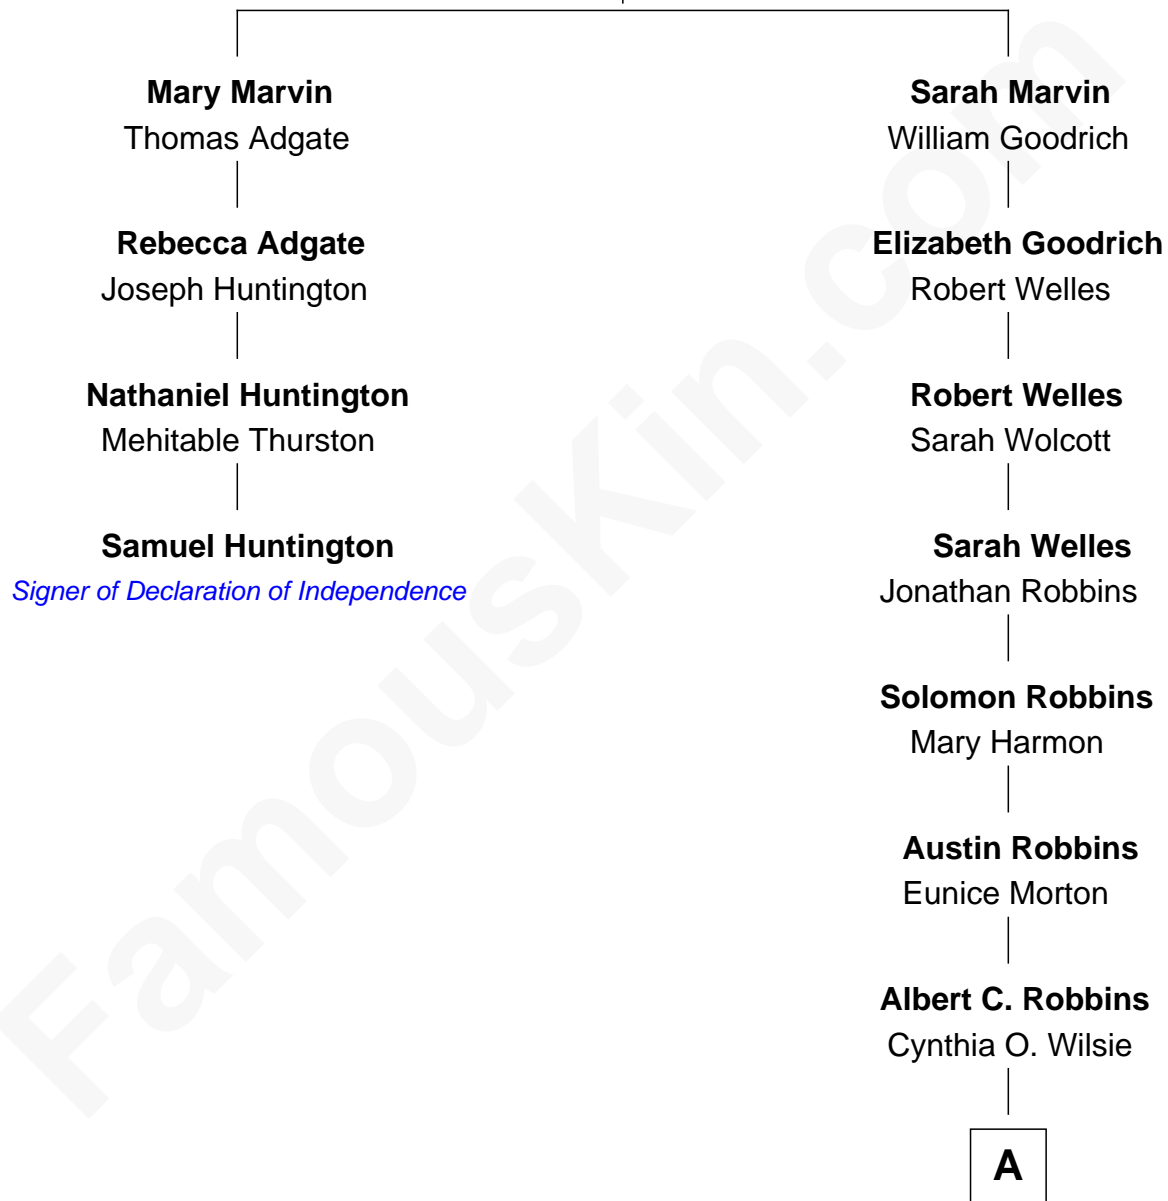 Mary Marvin
Thomas Adgate
Rebecca Adgate
Joseph Huntington
Nathaniel Huntington
Mehitable Thurston
Samuel Huntington
Signer of Declaration of Independence
Sarah Marvin
William Goodrich
Elizabeth Goodrich
Robert Welles
Robert Welles
Sarah Wolcott
Sarah Welles
Jonathan Robbins
Solomon Robbins
Mary Harmon
Austin Robbins
Eunice Morton
Albert C. Robbins
Cynthia O. Wilsie
A
FamousKin.com